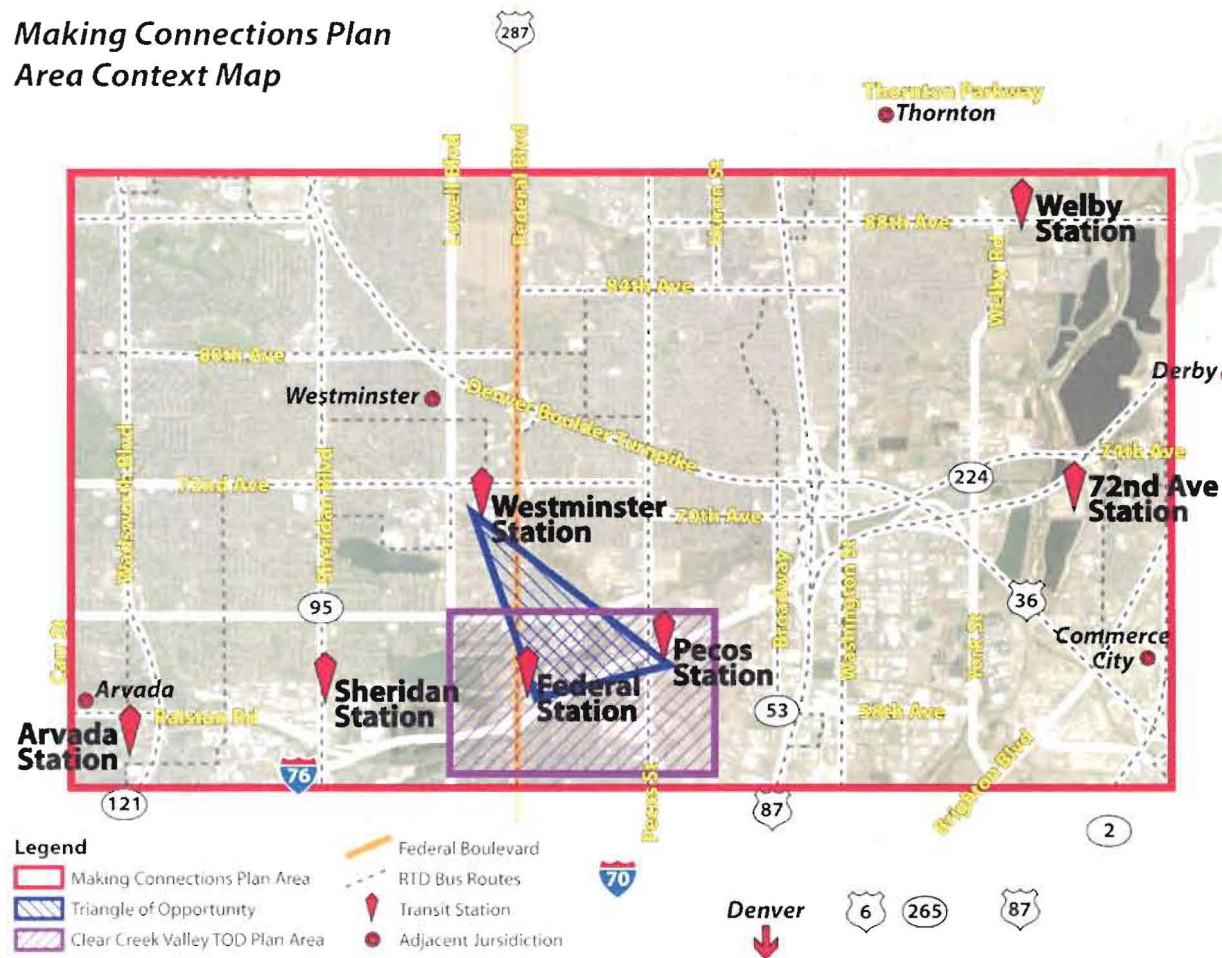 Making Connections Plan
Area Context Map
287
Thornton Parkway
Thornton
Lowell Blvd
Federal Blvd
Huron St
Welby
Station
88th Ave
Welby Rd
84th Ave
80th Ave
Westminster
Derby
Denver Boulder Turnpike
Wadsworth Blvd
Sheridan Blvd
72nd Ave
74th Ave
224
72nd Ave
Station
Westminster
Station
70th Ave
Broadway
Washington St
York St
95
36
Commerce
City
Carr St
Arvada
Ralston Rd
Arvada
Station
Sheridan
Station
Federal
Station
Pecos
Station
53
58th Ave
Brighton Blvd
76
121
Pecos St
87
2
Legend
Making Connections Plan Area
Triangle of Opportunity
Clear Creek Valley TOD Plan Area
Federal Boulevard
RTD Bus Routes
Transit Station
Adjacent Jursidiction
70
Denver
6
265
87